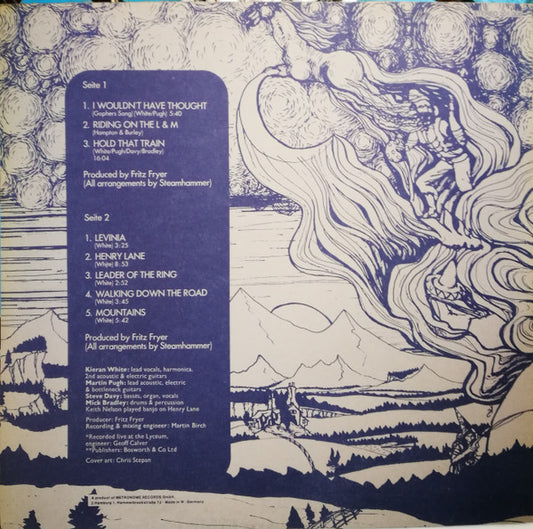 Seite 1
1. I WOULDN'T HAVE THOUGHT
(Gophers Song) (White/Pugh) 5:40
2. RIDING ON THE L & M
(Hampton & Burley)
3. HOLD THAT TRAIN
(White/Pugh/Davy/Bradley)
16:04
Produced by Fritz Fryer
(All arrangements by Steamhammer)
Seite 2
1. LEVINIA
(White) 3:25
2. HENRY LANE
(White) 8:53
3. LEADER OF THE RING
(White) 2:52
4. WALKING DOWN THE ROAD
(White) 3:45
5. MOUNTAINS
(White) 5:42
Produced by Fritz Fryer
(All arrangements by Steamhammer)
Kieran White: lead vocals, harmonica,
2nd acoustic & electric guitars
Martin Pugh: lead acoustic, electric
& bottleneck guitars
Steve Davy: basses, organ, vocals
Mick Bradley: drums & percussion
Keith Nelson played banjo on Henry Lane
Producer: Fritz Fryer
Recording & mixing engineer: Martin Birch
*Recorded live at the Lyceum,
engineer: Geoff Calver
**Publishers: Bosworth & Co Ltd
Cover art: Chris Stepan
A product of METRONOME RECORDS GmbH,
2 Hamburg 1, Made in W.-Germany